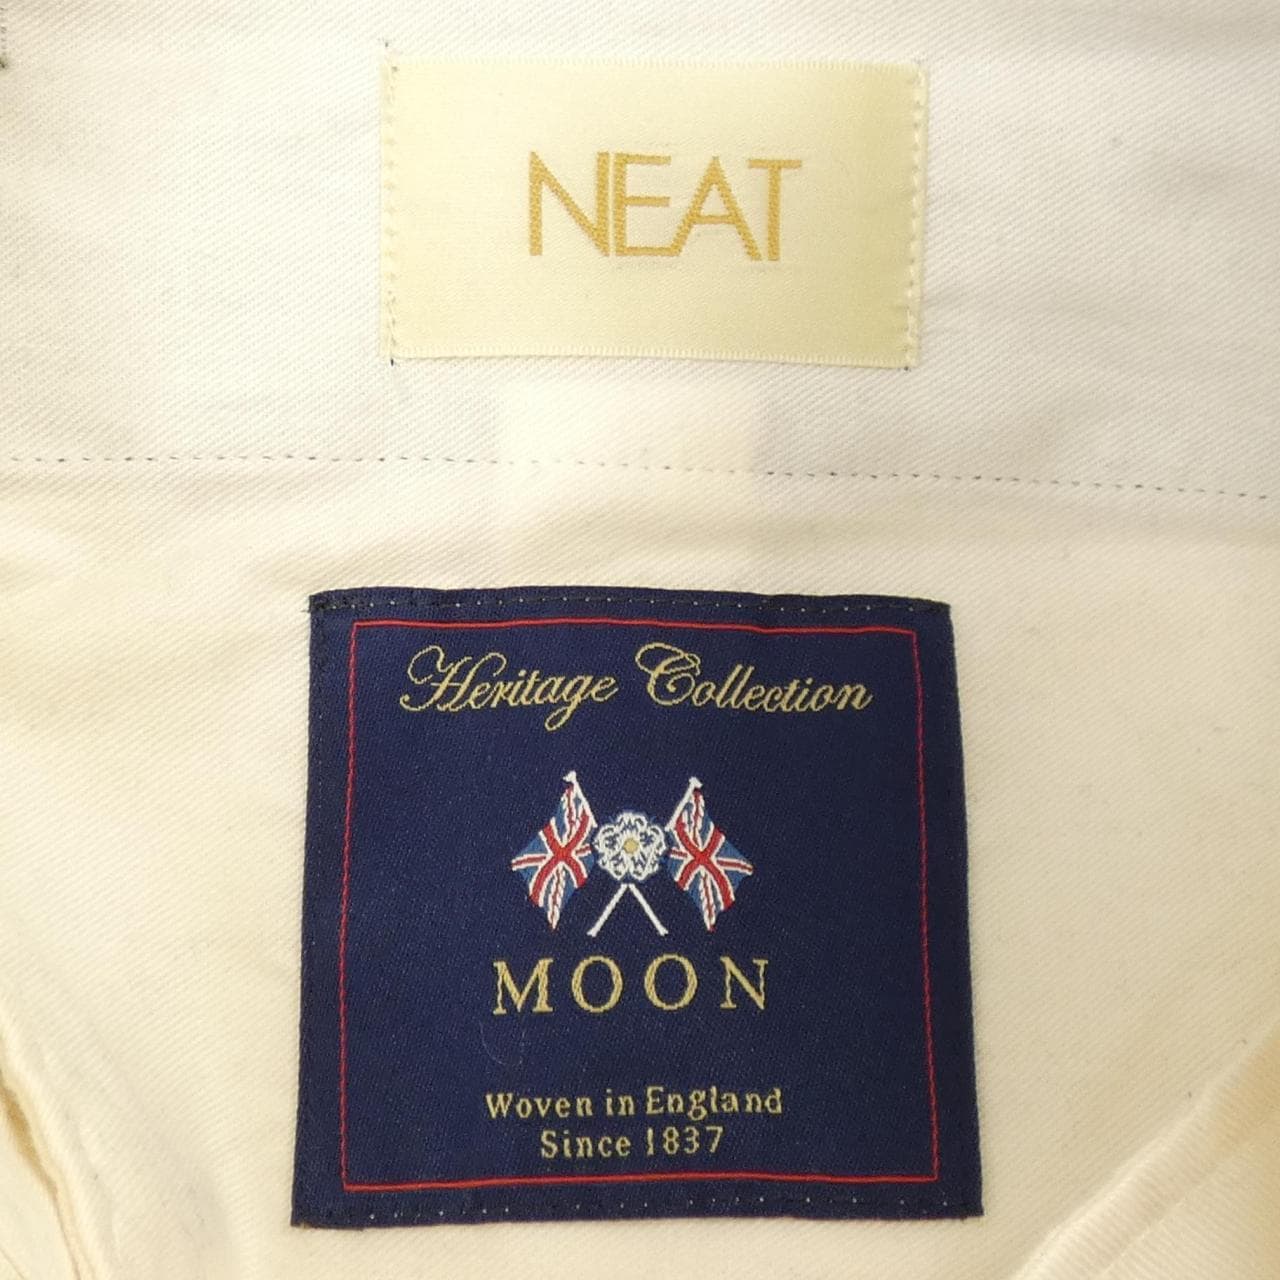 NEAT
Heritage Collection
MOON
Woven in England
Since 1837